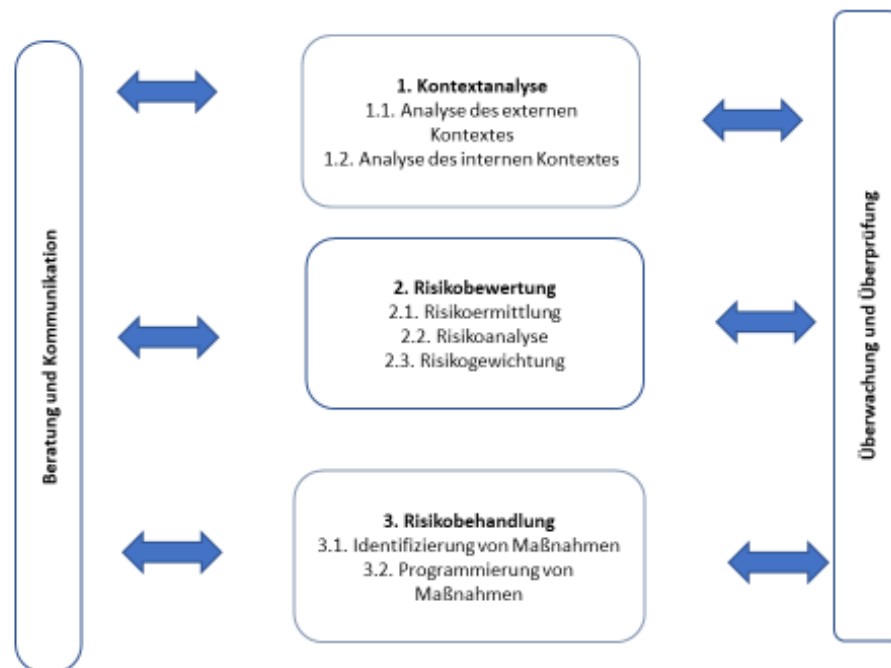 Beratung und Kommunikation
1. Kontextanalyse
1.1. Analyse des externen
Kontextes
1.2. Analyse des internen Kontextes
2. Risikobewertung
2.1. Risikoermittlung
2.2. Risikoanalyse
2.3. Risikogewichtung
3. Risikobehandlung
3.1. Identifizierung von Maßnahmen
3.2. Programmierung von
Maßnahmen
Überwachung und Überprüfung